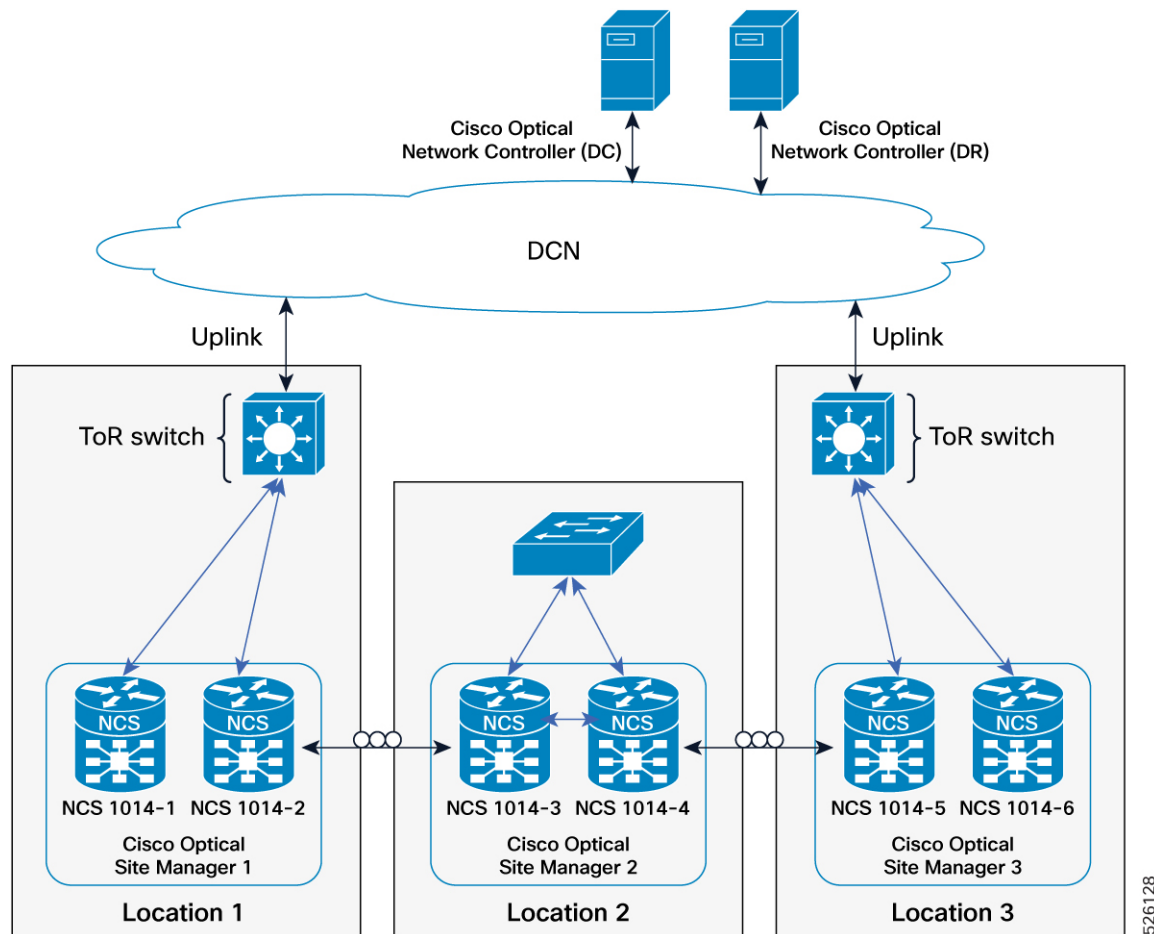 Cisco Optical
Network Controller (DC)
Cisco Optical
Network Controller (DR)
DCN
Uplink
Uplink
ToR switch
ToR switch
NCS
NCS
NCS
NCS
NCS
NCS
NCS 1014-1
NCS 1014-2
NCS 1014-3
NCS 1014-4
NCS 1014-5
NCS 1014-6
Cisco Optical
Site Manager 1
Cisco Optical
Site Manager 2
Cisco Optical
Site Manager 3
Location 1
Location 2
Location 3
526128